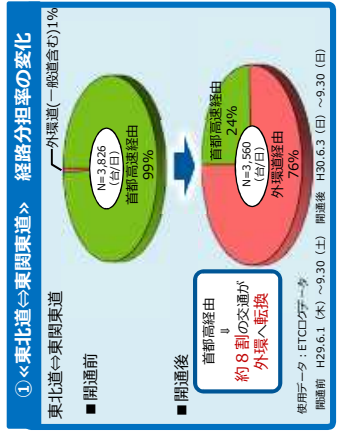 ①≪東北道⇔東関東道≫　経路分担率の変化
東北道⇔東関東道
■開通前
外環道(一般道含む)1%
N=3,826
(台/日)
首都高速経由
99%
■開通後
首都高速経由
24%
N=3,560
(台/日)
外環道経由
76%
首都高経由
⇓
約８割の交通が
外環へ転換
使用データ：ETCログデータ
開通前　H29.6.1（木）～9.30（土）　開通後　H30.6.3（日）～9.30（日）